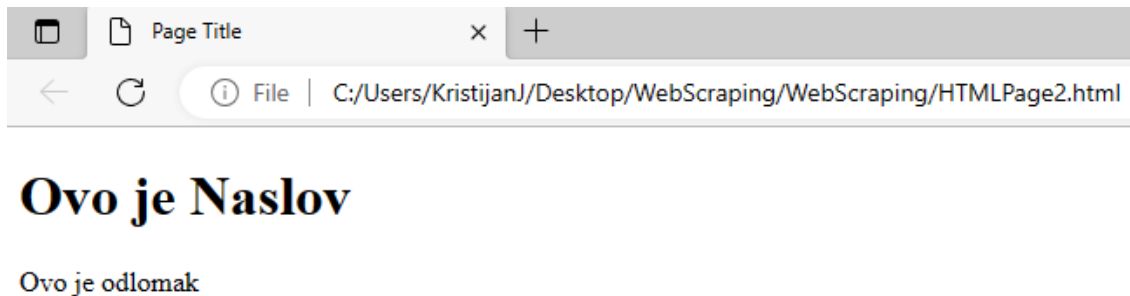 Page Title
File C:/Users/KristijanJ/Desktop/WebScraping/WebScraping/HTMLPage2.html
Ovo je Naslov
Ovo je odlomak